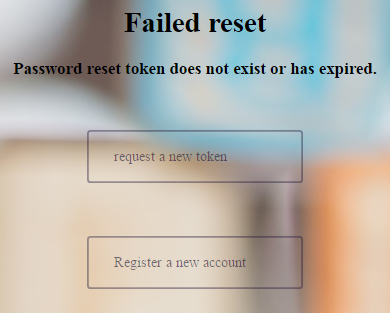 Failed reset
Password reset token does not exist or has expired.
request a new token
Register a new account